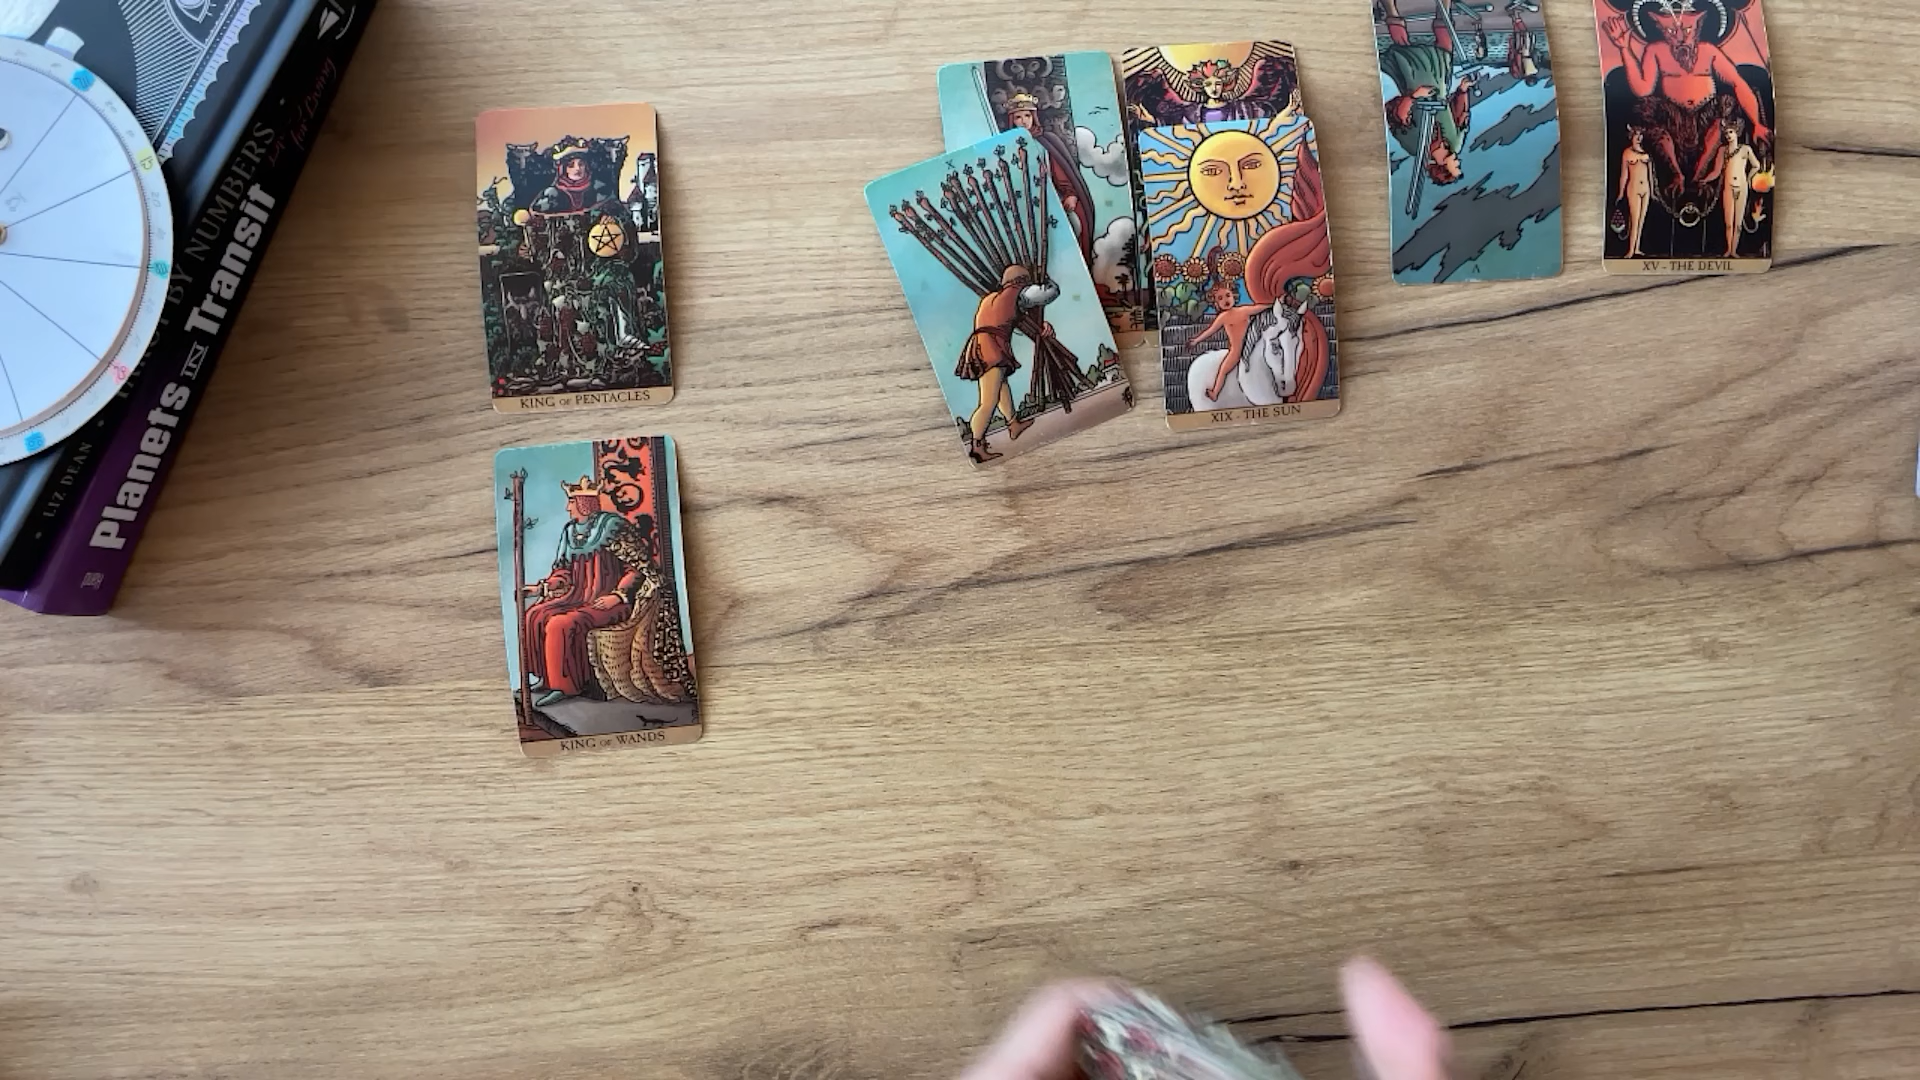 BY NUMBERS
LIZ DEAN
Planets IN Transit
KING OF PENTACLES
KING OF WANDS
X
XIX - THE SUN
V
XV - THE DEVIL